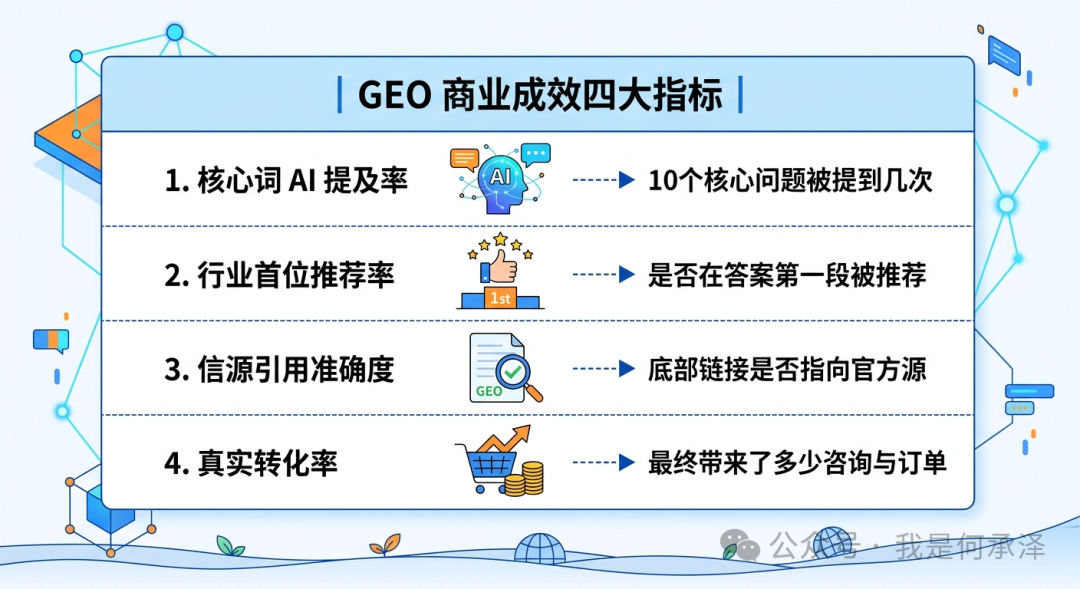 GEO 商业成效四大指标
1. 核心词 AI 提及率
AI
10个核心问题被提到几次
2. 行业首位推荐率
1st
是否在答案第一段被推荐
3. 信源引用准确度
GEO
底部链接是否指向官方源
4. 真实转化率
最终带来了多少咨询与订单
公众号 · 我是何承泽